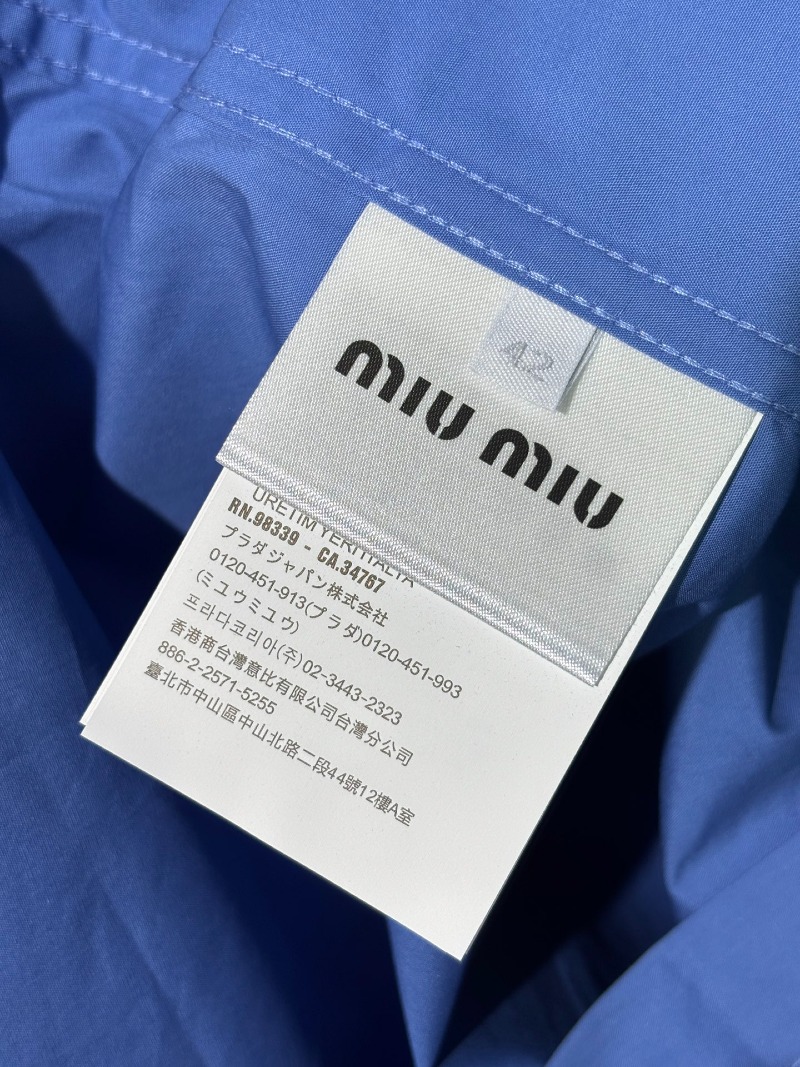 42
miu miu
ÜRETİM YERİ İTALYA
RN.98339 - CA.34767
プラダジャパン株式会社
0120-451-913(プラダ)0120-451-993
(ミユウミユウ)
프라다코리아(주)02-3443-2323
香港商台灣意比有限公司台灣分公司
886-2-2571-5255
臺北市中山區中山北路二段44號12樓A室